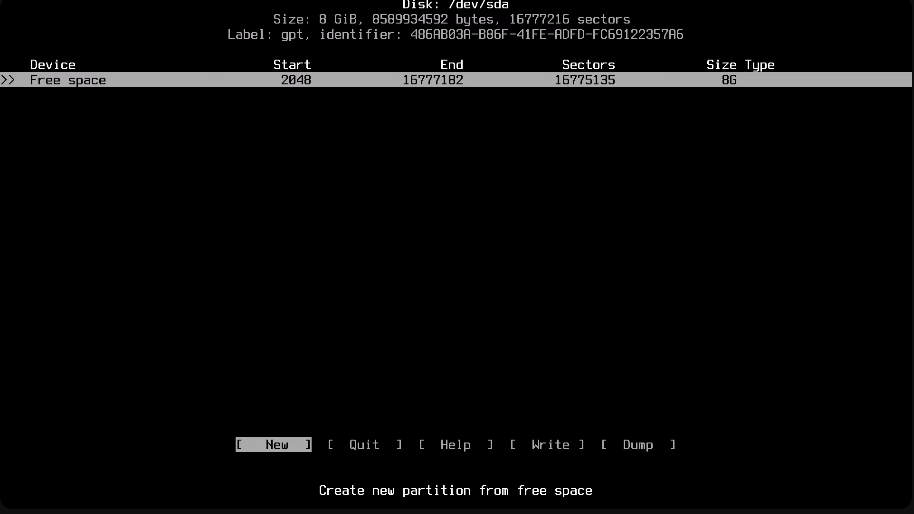 Disk: /dev/sda
Size: 8 GiB, 8589934592 bytes, 16777216 sectors
Label: gpt, identifier: 486AB03A-B86F-41FE-ADFD-FC69122357A6
Device Start End Sectors Size Type
>> Free space 2048 16777182 16775135 8G
[ New ] [ Quit ] [ Help ] [ Write ] [ Dump ]
Create new partition from free space